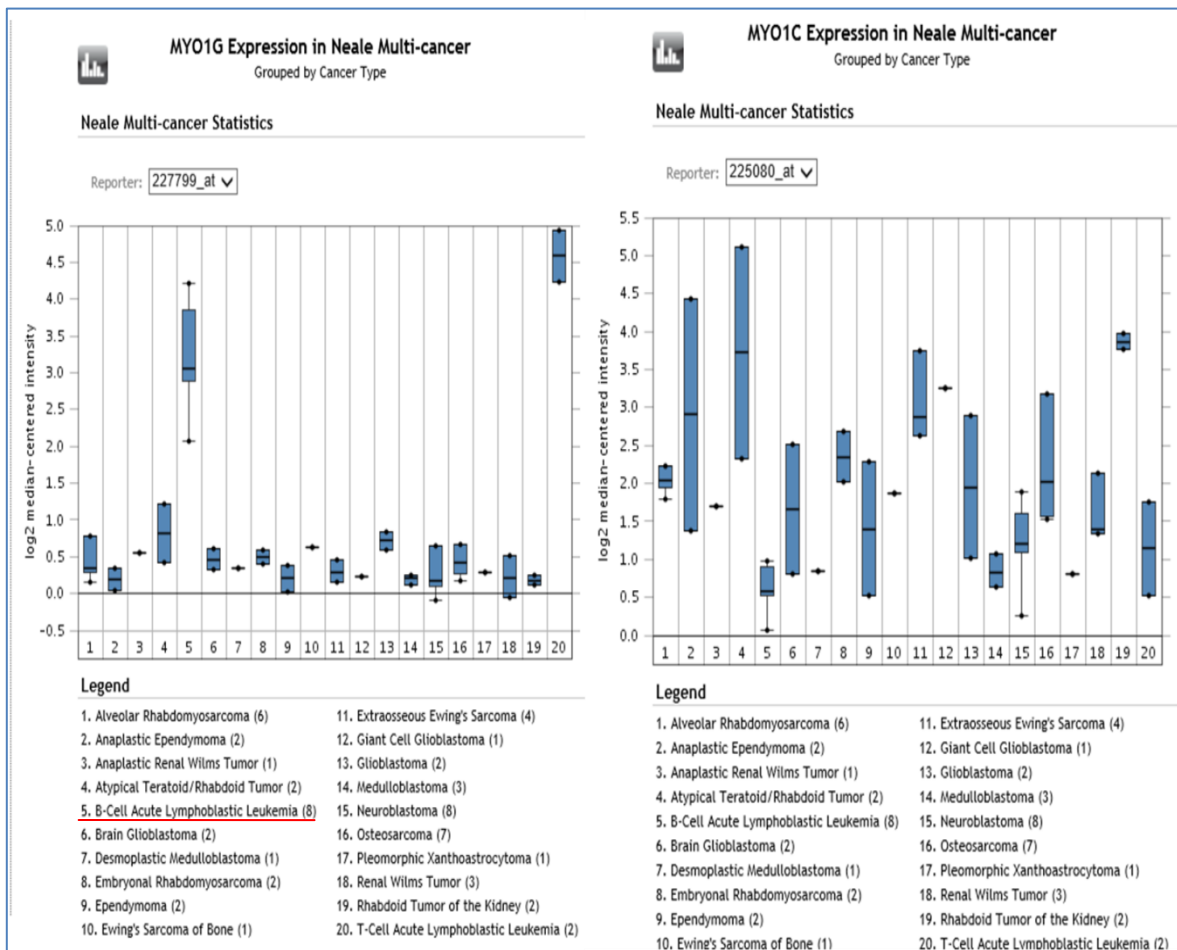 MYO1G Expression in Neale Multi-cancer
Grouped by Cancer Type
Neale Multi-cancer Statistics
Reporter: 227799_at
5.0
4.5
4.0
3.5
3.0
2.5
2.0
1.5
1.0
0.5
0.0
-0.5
log2 median-centered intensity
1 2 3 4 5 6 7 8 9 10 11 12 13 14 15 16 17 18 19 20
Legend
1. Alveolar Rhabdomyosarcoma (6)
2. Anaplastic Ependymoma (2)
3. Anaplastic Renal Wilms Tumor (1)
4. Atypical Teratoid/Rhabdoid Tumor (2)
5. B-Cell Acute Lymphoblastic Leukemia (8)
6. Brain Glioblastoma (2)
7. Desmoplastic Medulloblastoma (1)
8. Embryonal Rhabdomyosarcoma (2)
9. Ependymoma (2)
10. Ewing's Sarcoma of Bone (1)
11. Extraosseous Ewing's Sarcoma (4)
12. Giant Cell Glioblastoma (1)
13. Glioblastoma (2)
14. Medulloblastoma (3)
15. Neuroblastoma (8)
16. Osteosarcoma (7)
17. Pleomorphic Xanthoastrocytoma (1)
18. Renal Wilms Tumor (3)
19. Rhabdoid Tumor of the Kidney (2)
20. T-Cell Acute Lymphoblastic Leukemia (2)
MYO1C Expression in Neale Multi-cancer
Grouped by Cancer Type
Neale Multi-cancer Statistics
Reporter: 225080_at
5.5
5.0
4.5
4.0
3.5
3.0
2.5
2.0
1.5
1.0
0.5
0.0
log2 median-centered intensity
1 2 3 4 5 6 7 8 9 10 11 12 13 14 15 16 17 18 19 20
Legend
1. Alveolar Rhabdomyosarcoma (6)
2. Anaplastic Ependymoma (2)
3. Anaplastic Renal Wilms Tumor (1)
4. Atypical Teratoid/Rhabdoid Tumor (2)
5. B-Cell Acute Lymphoblastic Leukemia (8)
6. Brain Glioblastoma (2)
7. Desmoplastic Medulloblastoma (1)
8. Embryonal Rhabdomyosarcoma (2)
9. Ependymoma (2)
10. Ewing's Sarcoma of Bone (1)
11. Extraosseous Ewing's Sarcoma (4)
12. Giant Cell Glioblastoma (1)
13. Glioblastoma (2)
14. Medulloblastoma (3)
15. Neuroblastoma (8)
16. Osteosarcoma (7)
17. Pleomorphic Xanthoastrocytoma (1)
18. Renal Wilms Tumor (3)
19. Rhabdoid Tumor of the Kidney (2)
20. T-Cell Acute Lymphoblastic Leukemia (2)